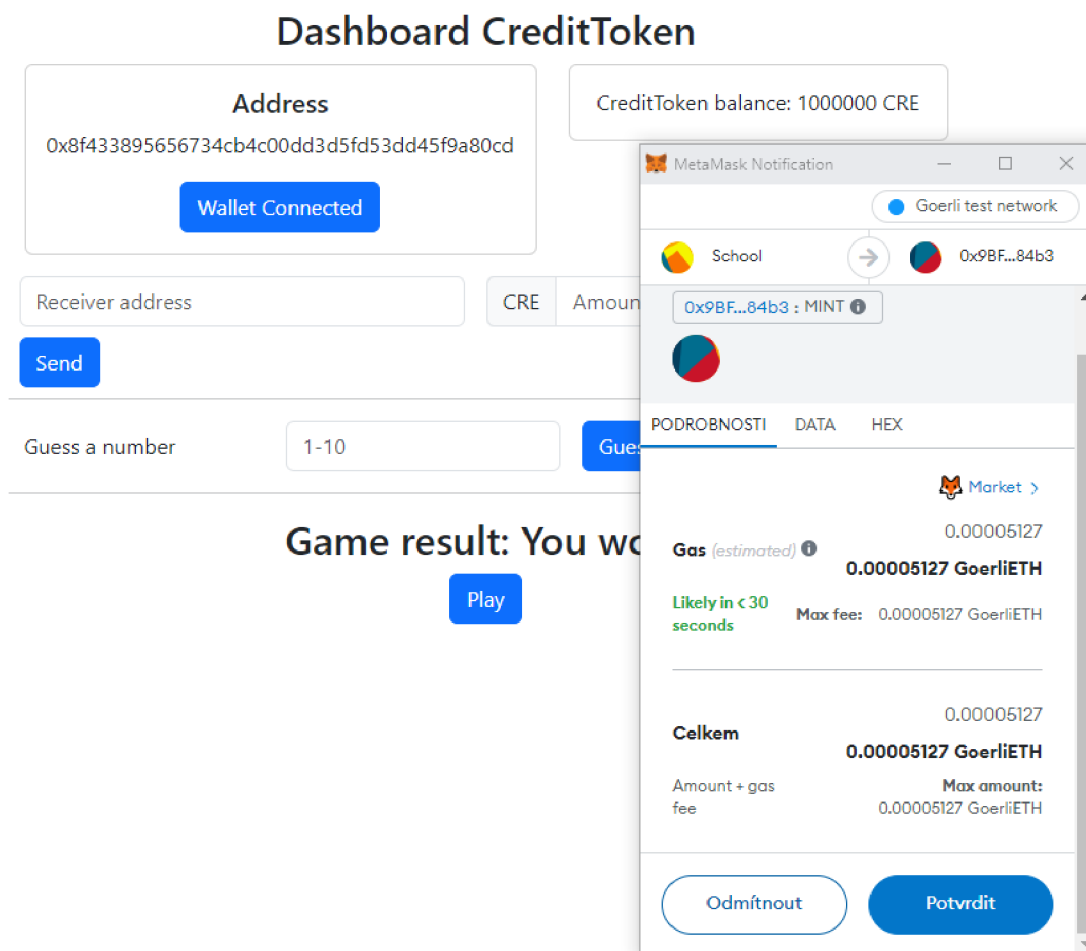 Dashboard CreditToken
Address
0x8f433895656734cb4c00dd3d5fd53dd45f9a80cd
Wallet Connected
CreditToken balance: 1000000 CRE
Receiver address
CRE
Amoun
Send
Guess a number
1-10
Gues
Game result: You wo
Play
MetaMask Notification
Goerli test network
School
0x9BF...84b3
0x9BF...84b3 : MINT
PODROBNOSTI
DATA
HEX
Market
0.00005127
Gas (estimated)
0.00005127 GoerliETH
Likely in < 30
seconds
Max fee: 0.00005127 GoerliETH
0.00005127
Celkem
0.00005127 GoerliETH
Amount + gas
fee
Max amount:
0.00005127 GoerliETH
Odmítnout
Potvrdit